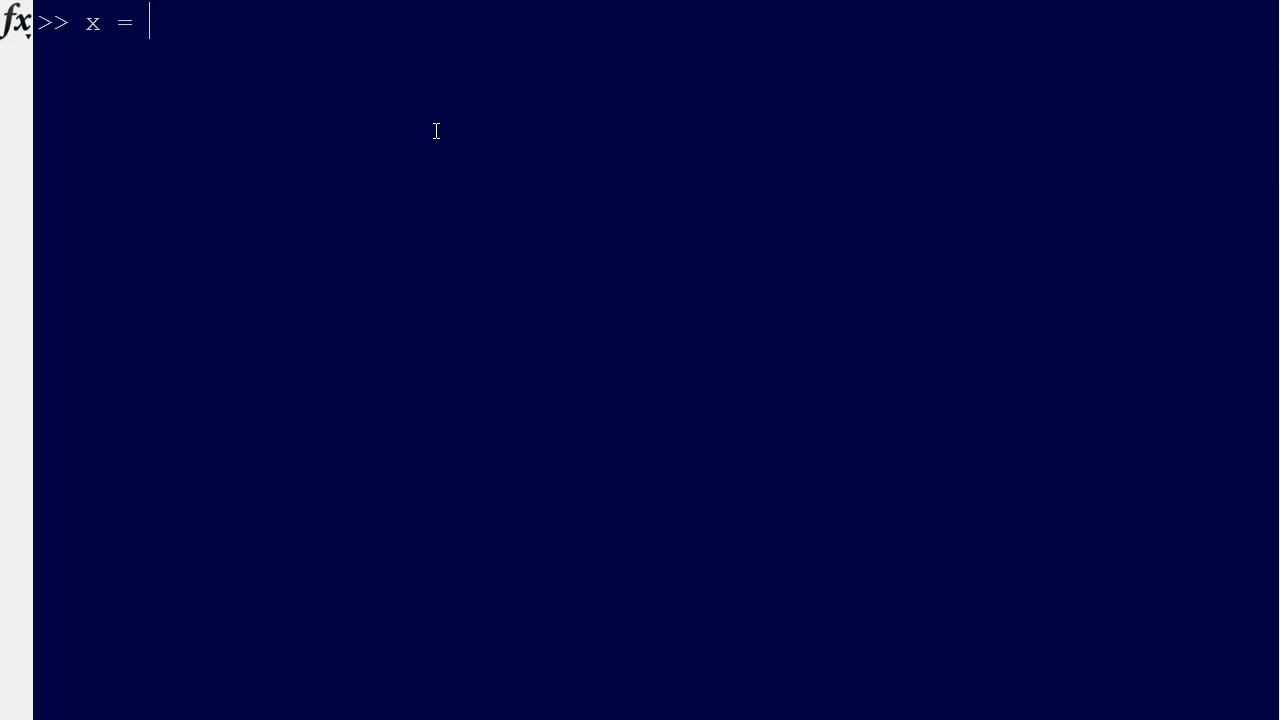 fx >> x =